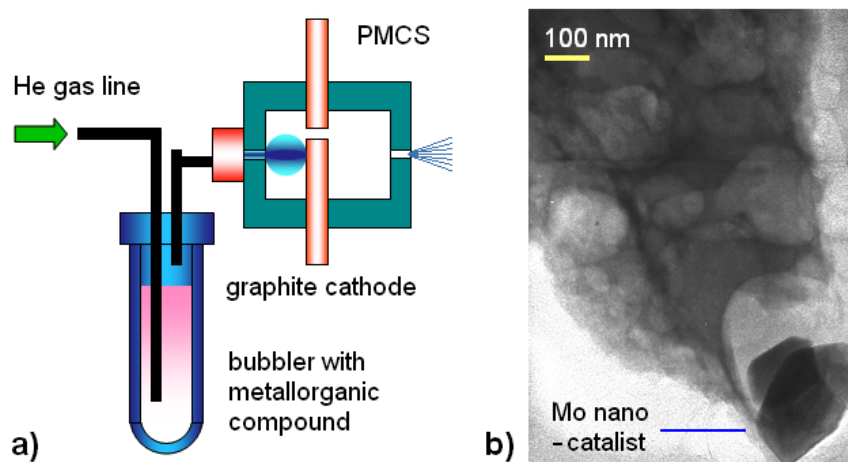 PMCS
He gas line
graphite cathode
bubbler with
metallorganic
compound
a)
100 nm
Mo nano
-catalist
b)